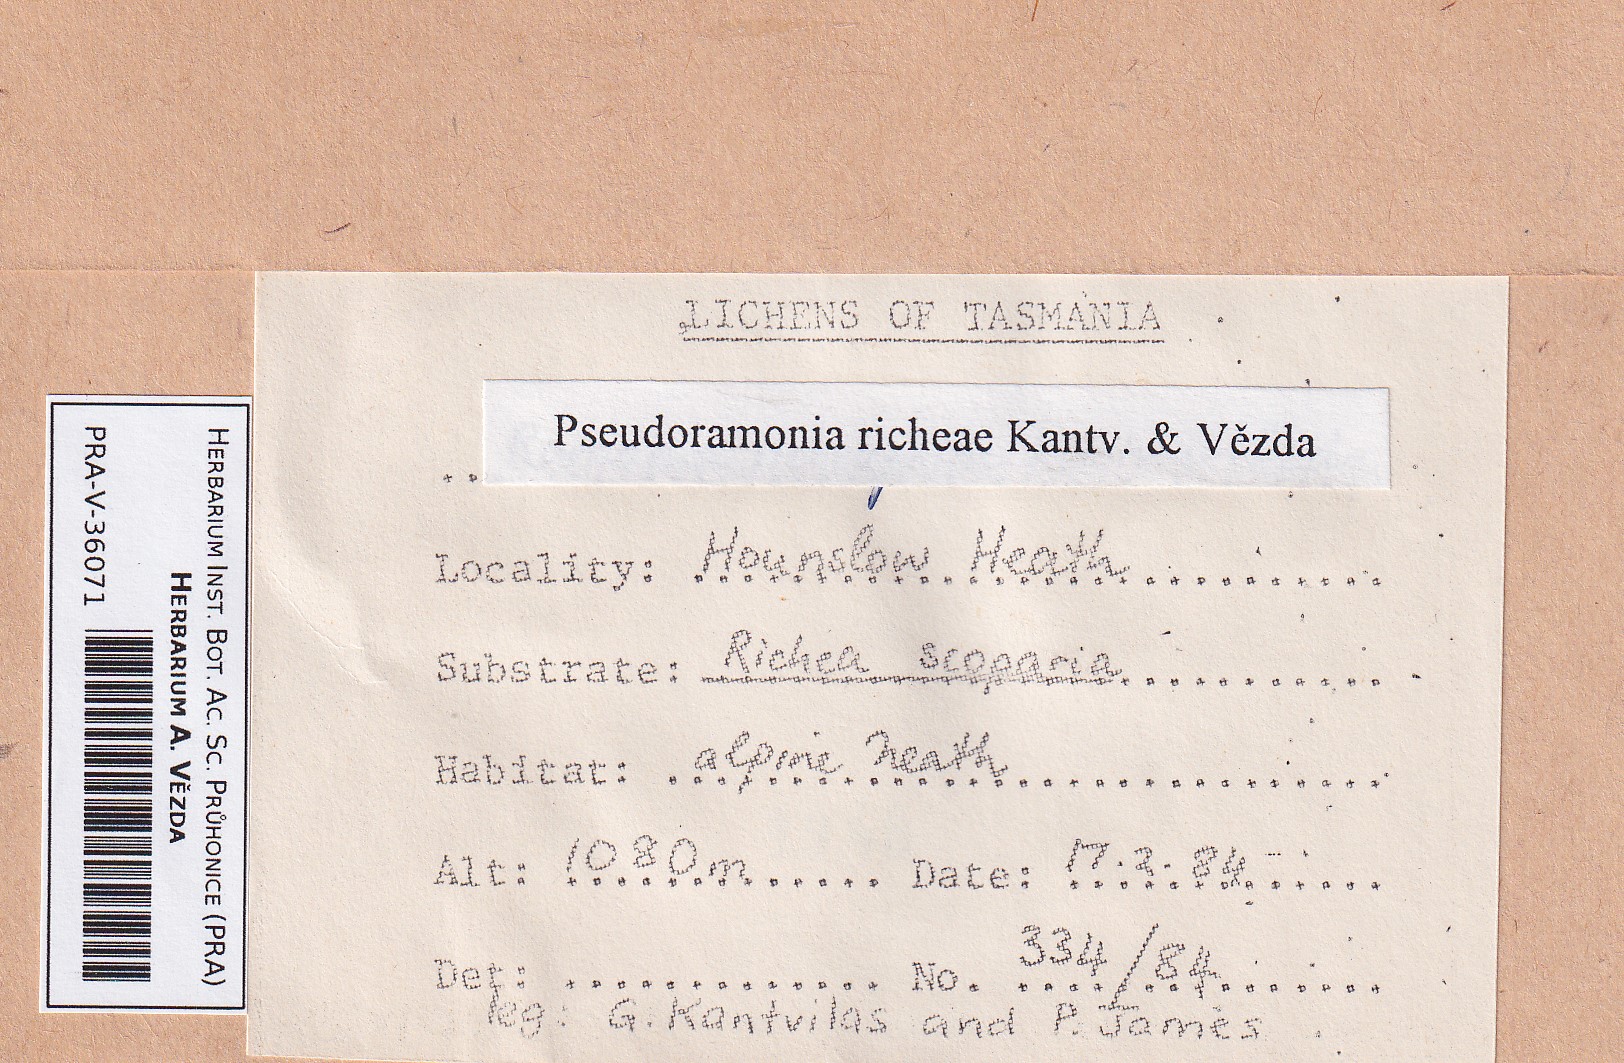 LICHENS OF TASMANIA
Pseudoramonia richeae Kantv. & Vězda
Locality: Hounslow Heath
Substrate: Richea scoparia
Habitat: alpine heath
Alt: 1080m Date: 17.2.84
Det: No. 334/84
leg: G. Kantvilas and P. James
HERBARIUM INST. BOT. AC. SC. PRŮHONICE (PRA)
HERBARIUM A. VĚZDA
PRA-V-36071